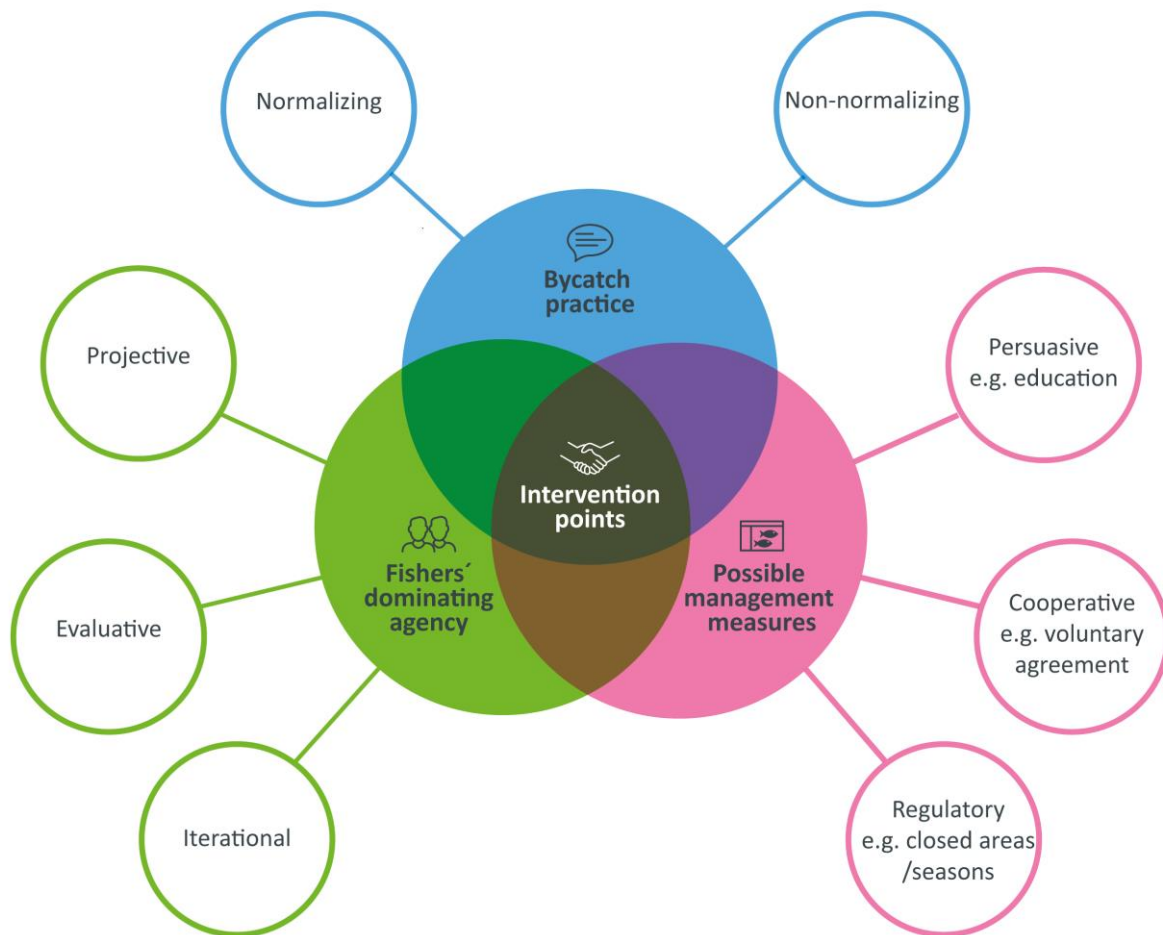 Normalizing
Non-normalizing
Bycatch
practice
Projective
Persuasive
e.g. education
Intervention
points
Fishers´
dominating
agency
Possible
management
measures
Evaluative
Cooperative
e.g. voluntary
agreement
Iterational
Regulatory
e.g. closed areas
/seasons